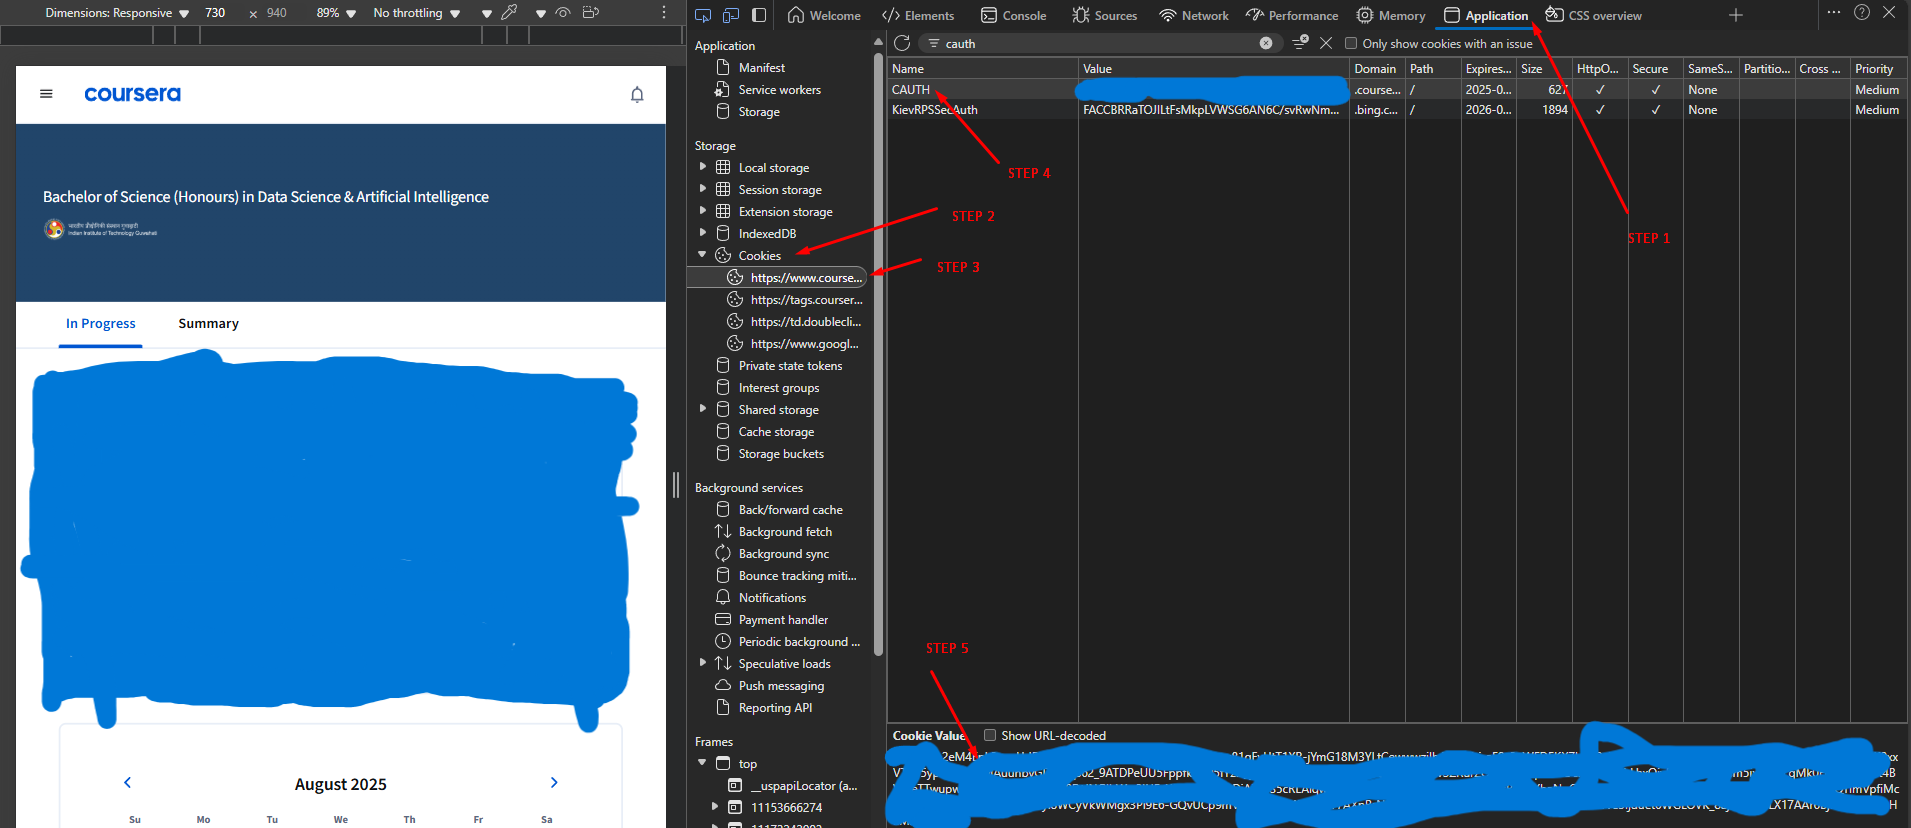 Dimensions: Responsive 730 × 940 89% No throttling
Welcome Elements Console Sources Network Performance Memory Application CSS overview
cauth
Only show cookies with an issue
Name Value Domain Path Expires... Size HttpO... Secure SameS... Partitio... Cross ... Priority
CAUTH .course... / 2025-0... 627 ✓ ✓ None Medium
KievRPSSecAuth FACCBRRaTOJILtFsMkpLVWSG6AN6C/svRwNm... .bing.c... / 2026-0... 1894 ✓ ✓ None Medium
STEP 4
STEP 2
STEP 1
STEP 3
STEP 5
Application
Manifest
Service workers
Storage
Storage
Local storage
Session storage
Extension storage
IndexedDB
Cookies
https://www.course...
https://tags.courser...
https://td.doublecli...
https://www.googl...
Private state tokens
Interest groups
Shared storage
Cache storage
Storage buckets
Background services
Back/forward cache
Background fetch
Background sync
Bounce tracking miti...
Notifications
Payment handler
Periodic background ...
Speculative loads
Push messaging
Reporting API
Frames
top
__uspapiLocator (a...
11153666274
Cookie Value Show URL-decoded
coursera
Bachelor of Science (Honours) in Data Science & Artificial Intelligence
Indian Institute of Technology Guwahati
In Progress Summary
August 2025
Su Mo Tu We Th Fr Sa